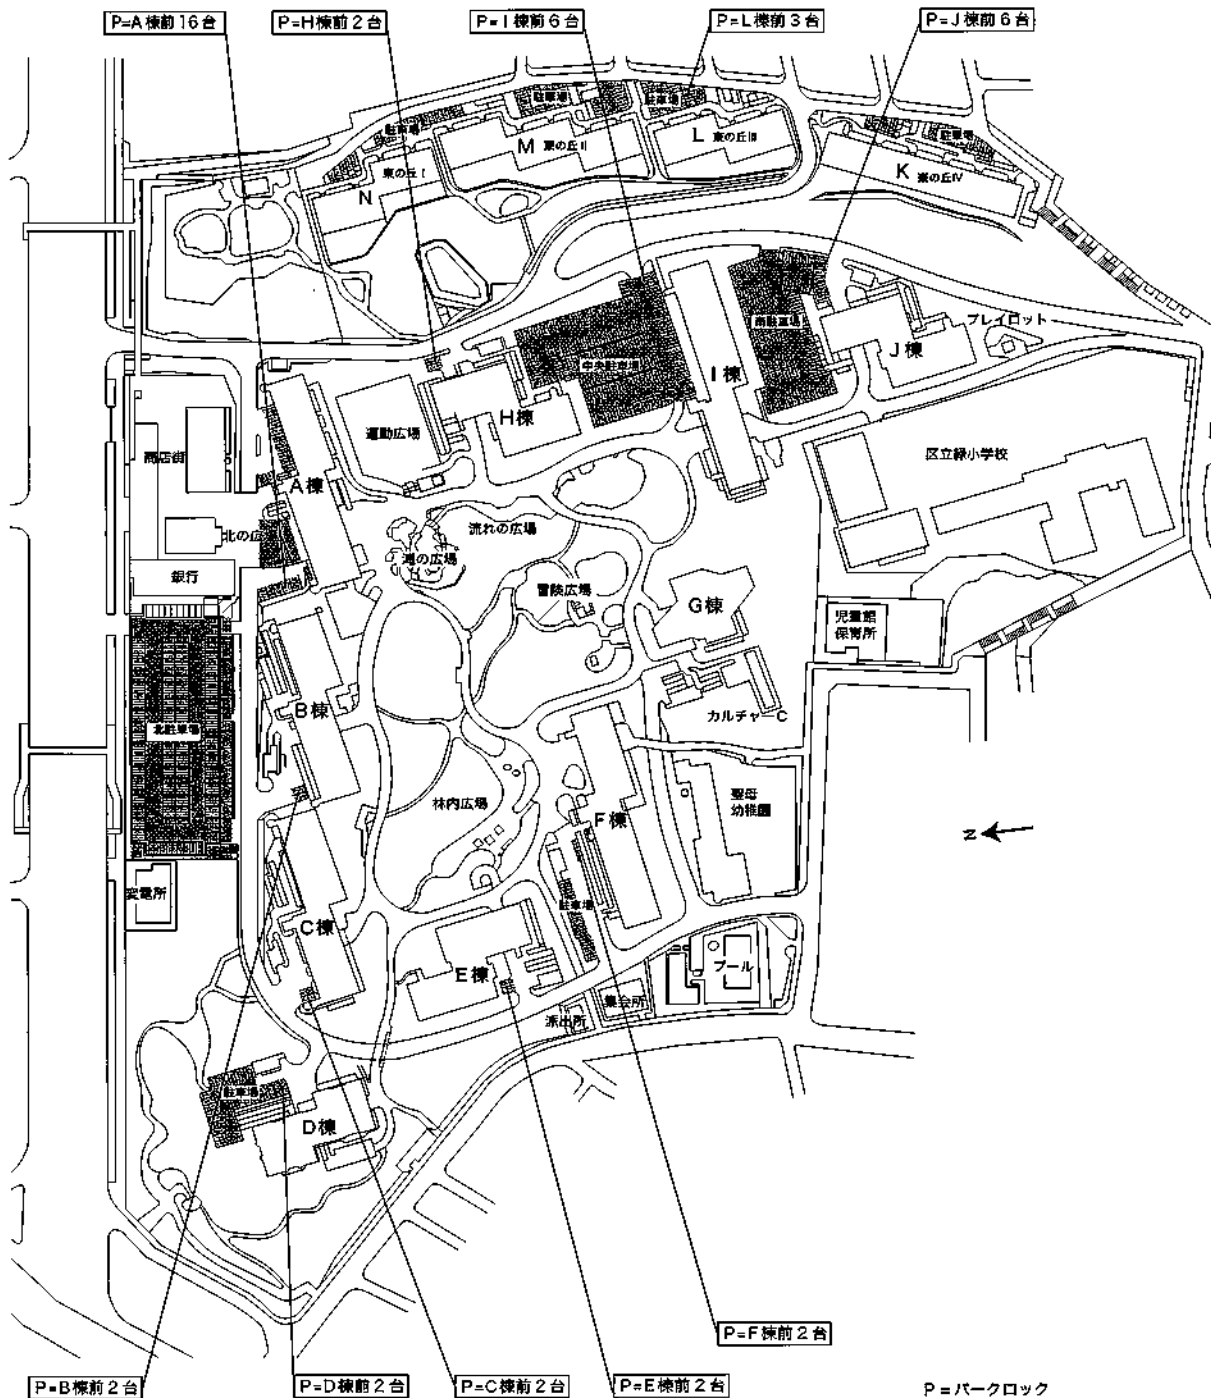 P=A棟前16台
P=H棟前2台
P=I棟前6台
P=L棟前3台
P=J棟前6台
駐車場
駐車場
駐車場
駐車場
M 東の丘II
L 東の丘III
K 東の丘IV
N 東の丘I
南駐車場
プレイロット
J棟
中央駐車場
I棟
H棟
運動広場
商店街
A棟
区立緑小学校
流れの広場
北の広
滝の広場
銀行
冒険広場
G棟
児童館
保育所
B棟
カルチャーC
北駐車場
林内広場
聖母
幼稚園
F棟
N
変電所
駐車場
C棟
E棟
プール
集会所
派出所
駐車場
D棟
P=F棟前2台
P=B棟前2台
P=D棟前2台
P=C棟前2台
P=E棟前2台
P=パークロック